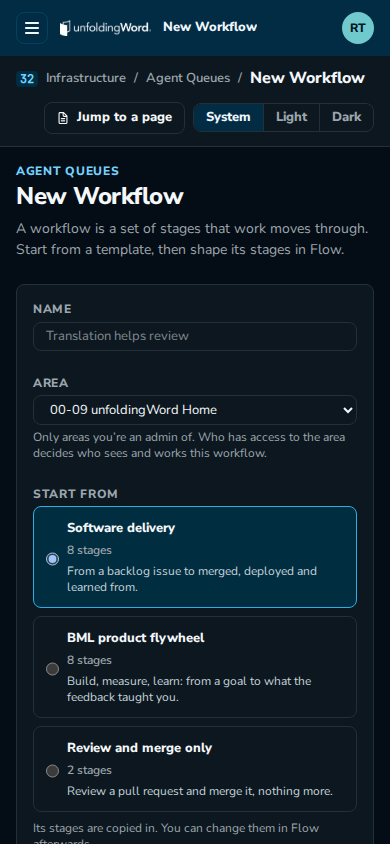 unfoldingWord.
New Workflow
RT
32 Infrastructure / Agent Queues / New Workflow
Jump to a page
System
Light
Dark
AGENT QUEUES
New Workflow
A workflow is a set of stages that work moves through.
Start from a template, then shape its stages in Flow.
NAME
Translation helps review
AREA
00-09 unfoldingWord Home
Only areas you're an admin of. Who has access to the area
decides who sees and works this workflow.
START FROM
Software delivery
8 stages
From a backlog issue to merged, deployed and
learned from.
BML product flywheel
8 stages
Build, measure, learn: from a goal to what the
feedback taught you.
Review and merge only
2 stages
Review a pull request and merge it, nothing more.
Its stages are copied in. You can change them in Flow
afterwards.